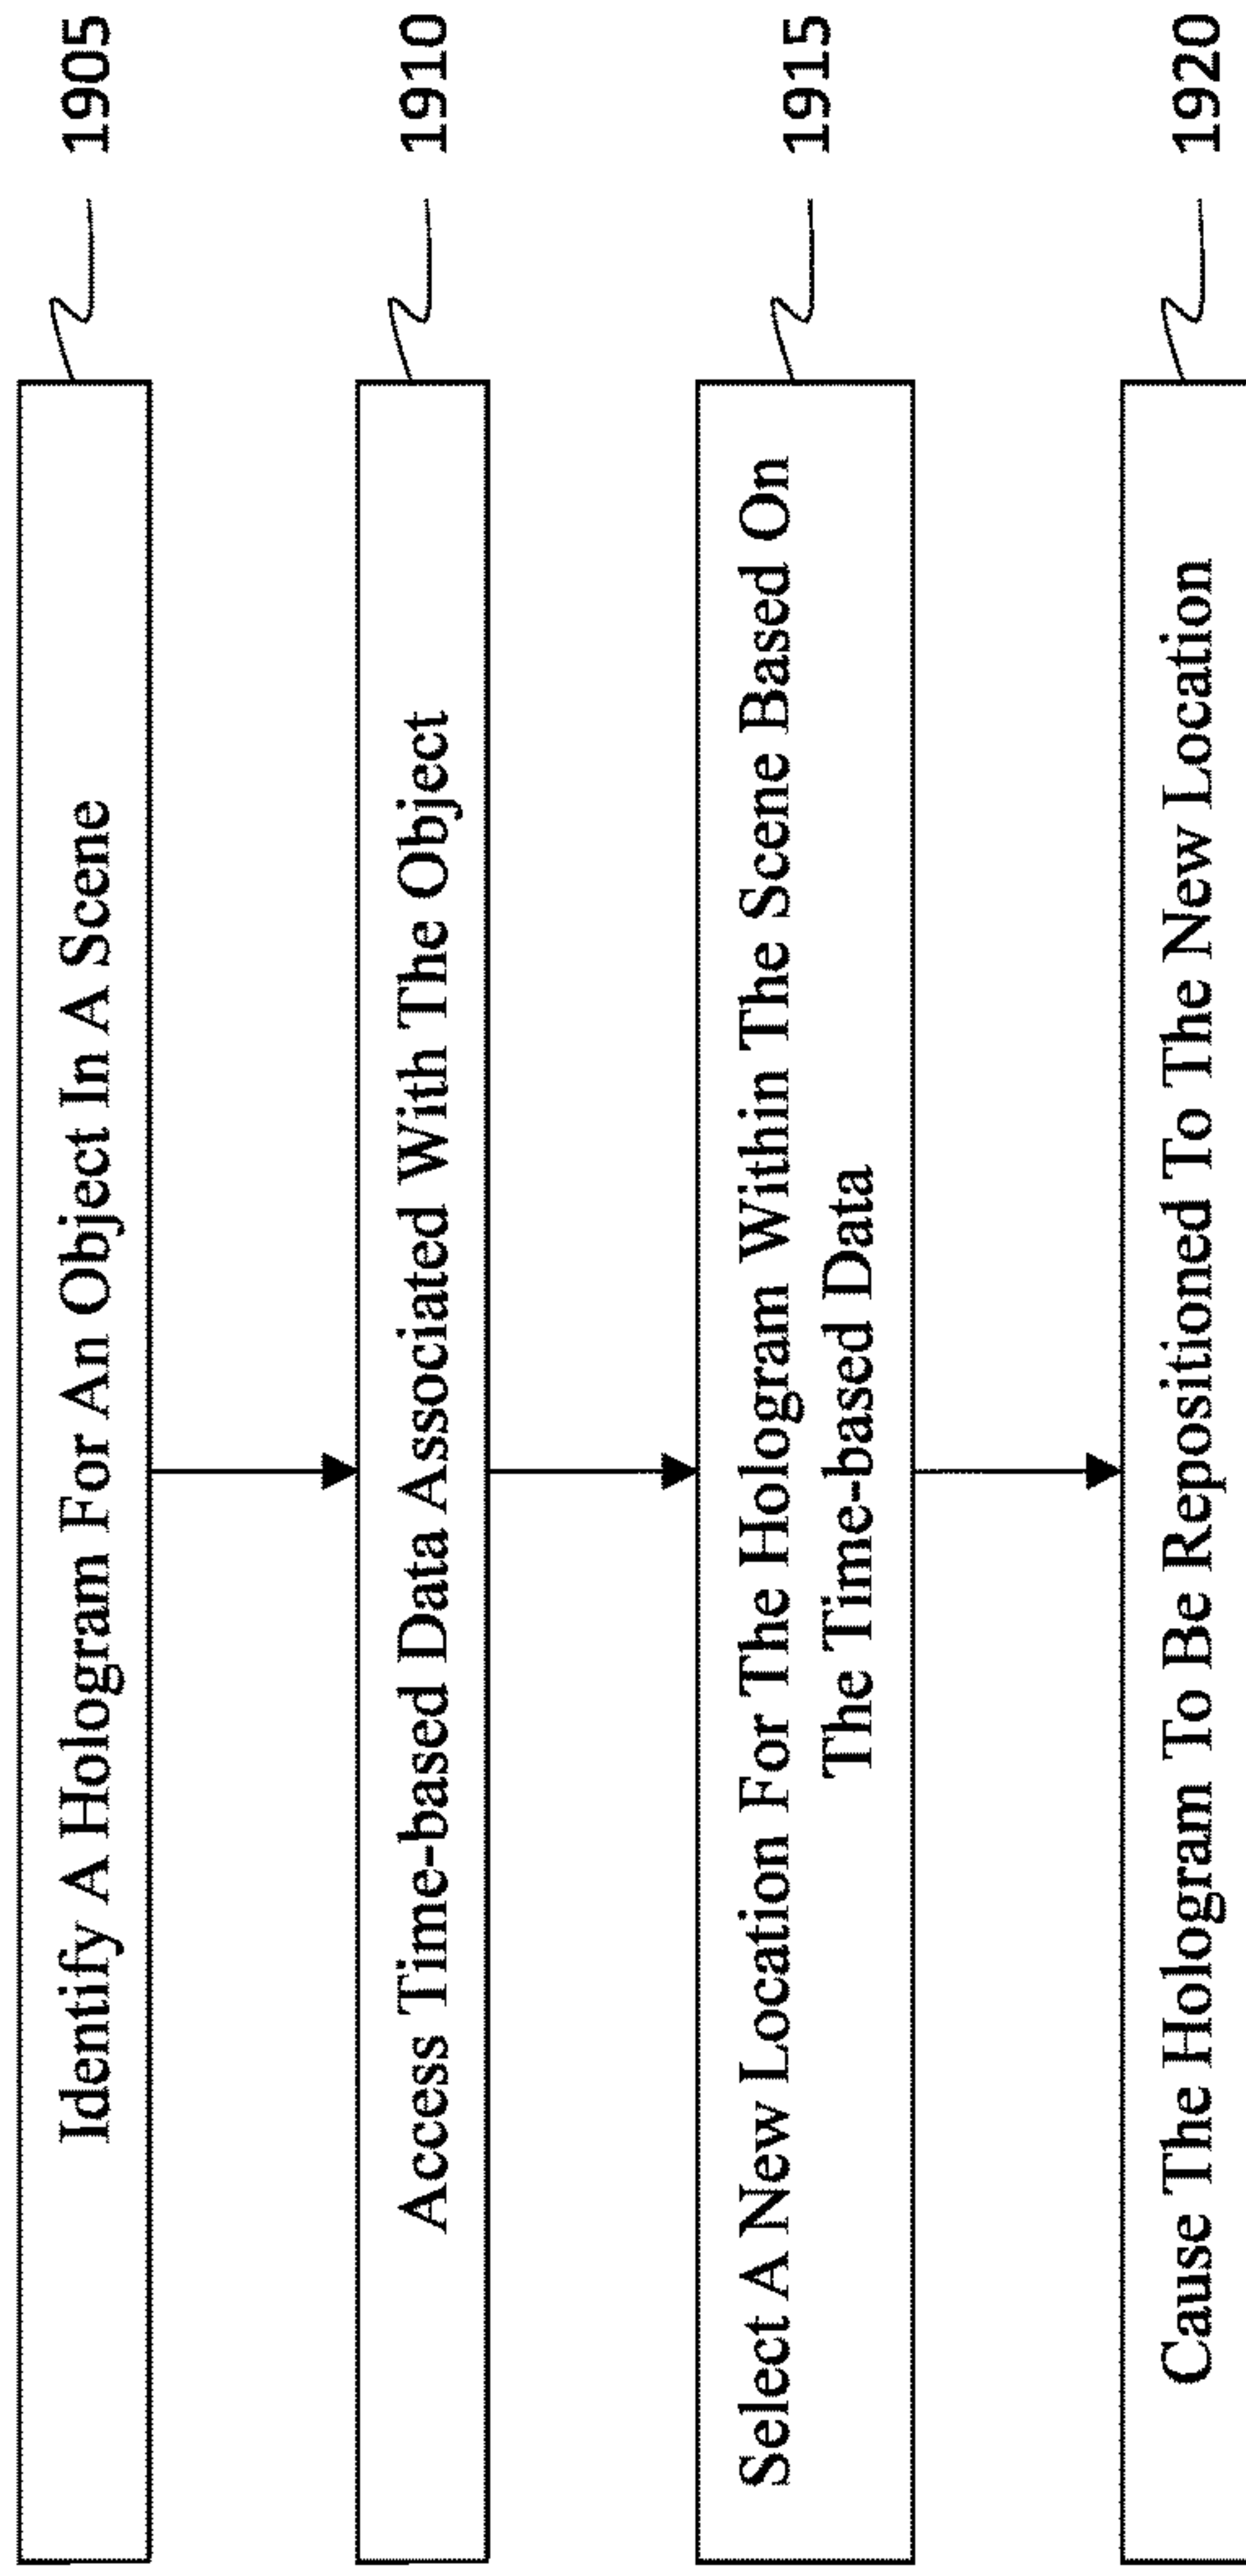 Identify A Hologram For An Object In A Scene
1905
Access Time-based Data Associated With The Object
1910
Select A New Location For The Hologram Within The Scene Based On
The Time-based Data
1915
Cause The Hologram To Be Repositioned To The New Location
1920